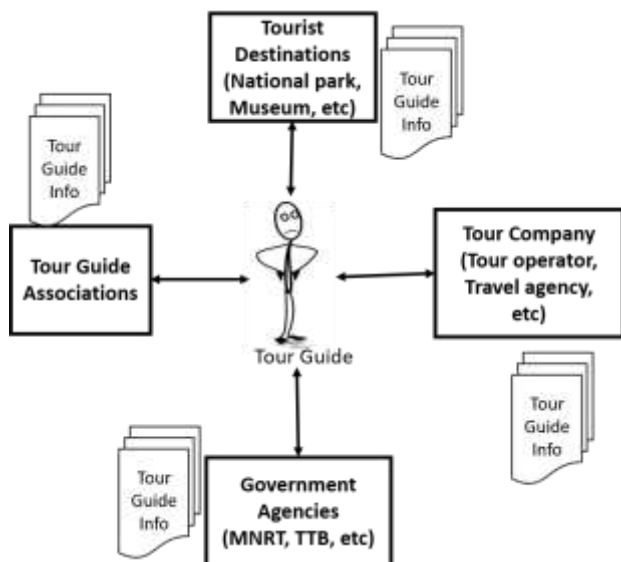 Tourist
Destinations
(National park,
Museum, etc)
Tour
Guide
Info
Tour
Guide
Info
Tour Guide
Associations
Tour Company
(Tour operator,
Travel agency,
etc)
Tour Guide
Tour
Guide
Info
Tour
Guide
Info
Government
Agencies
(MNRT, TTB, etc)